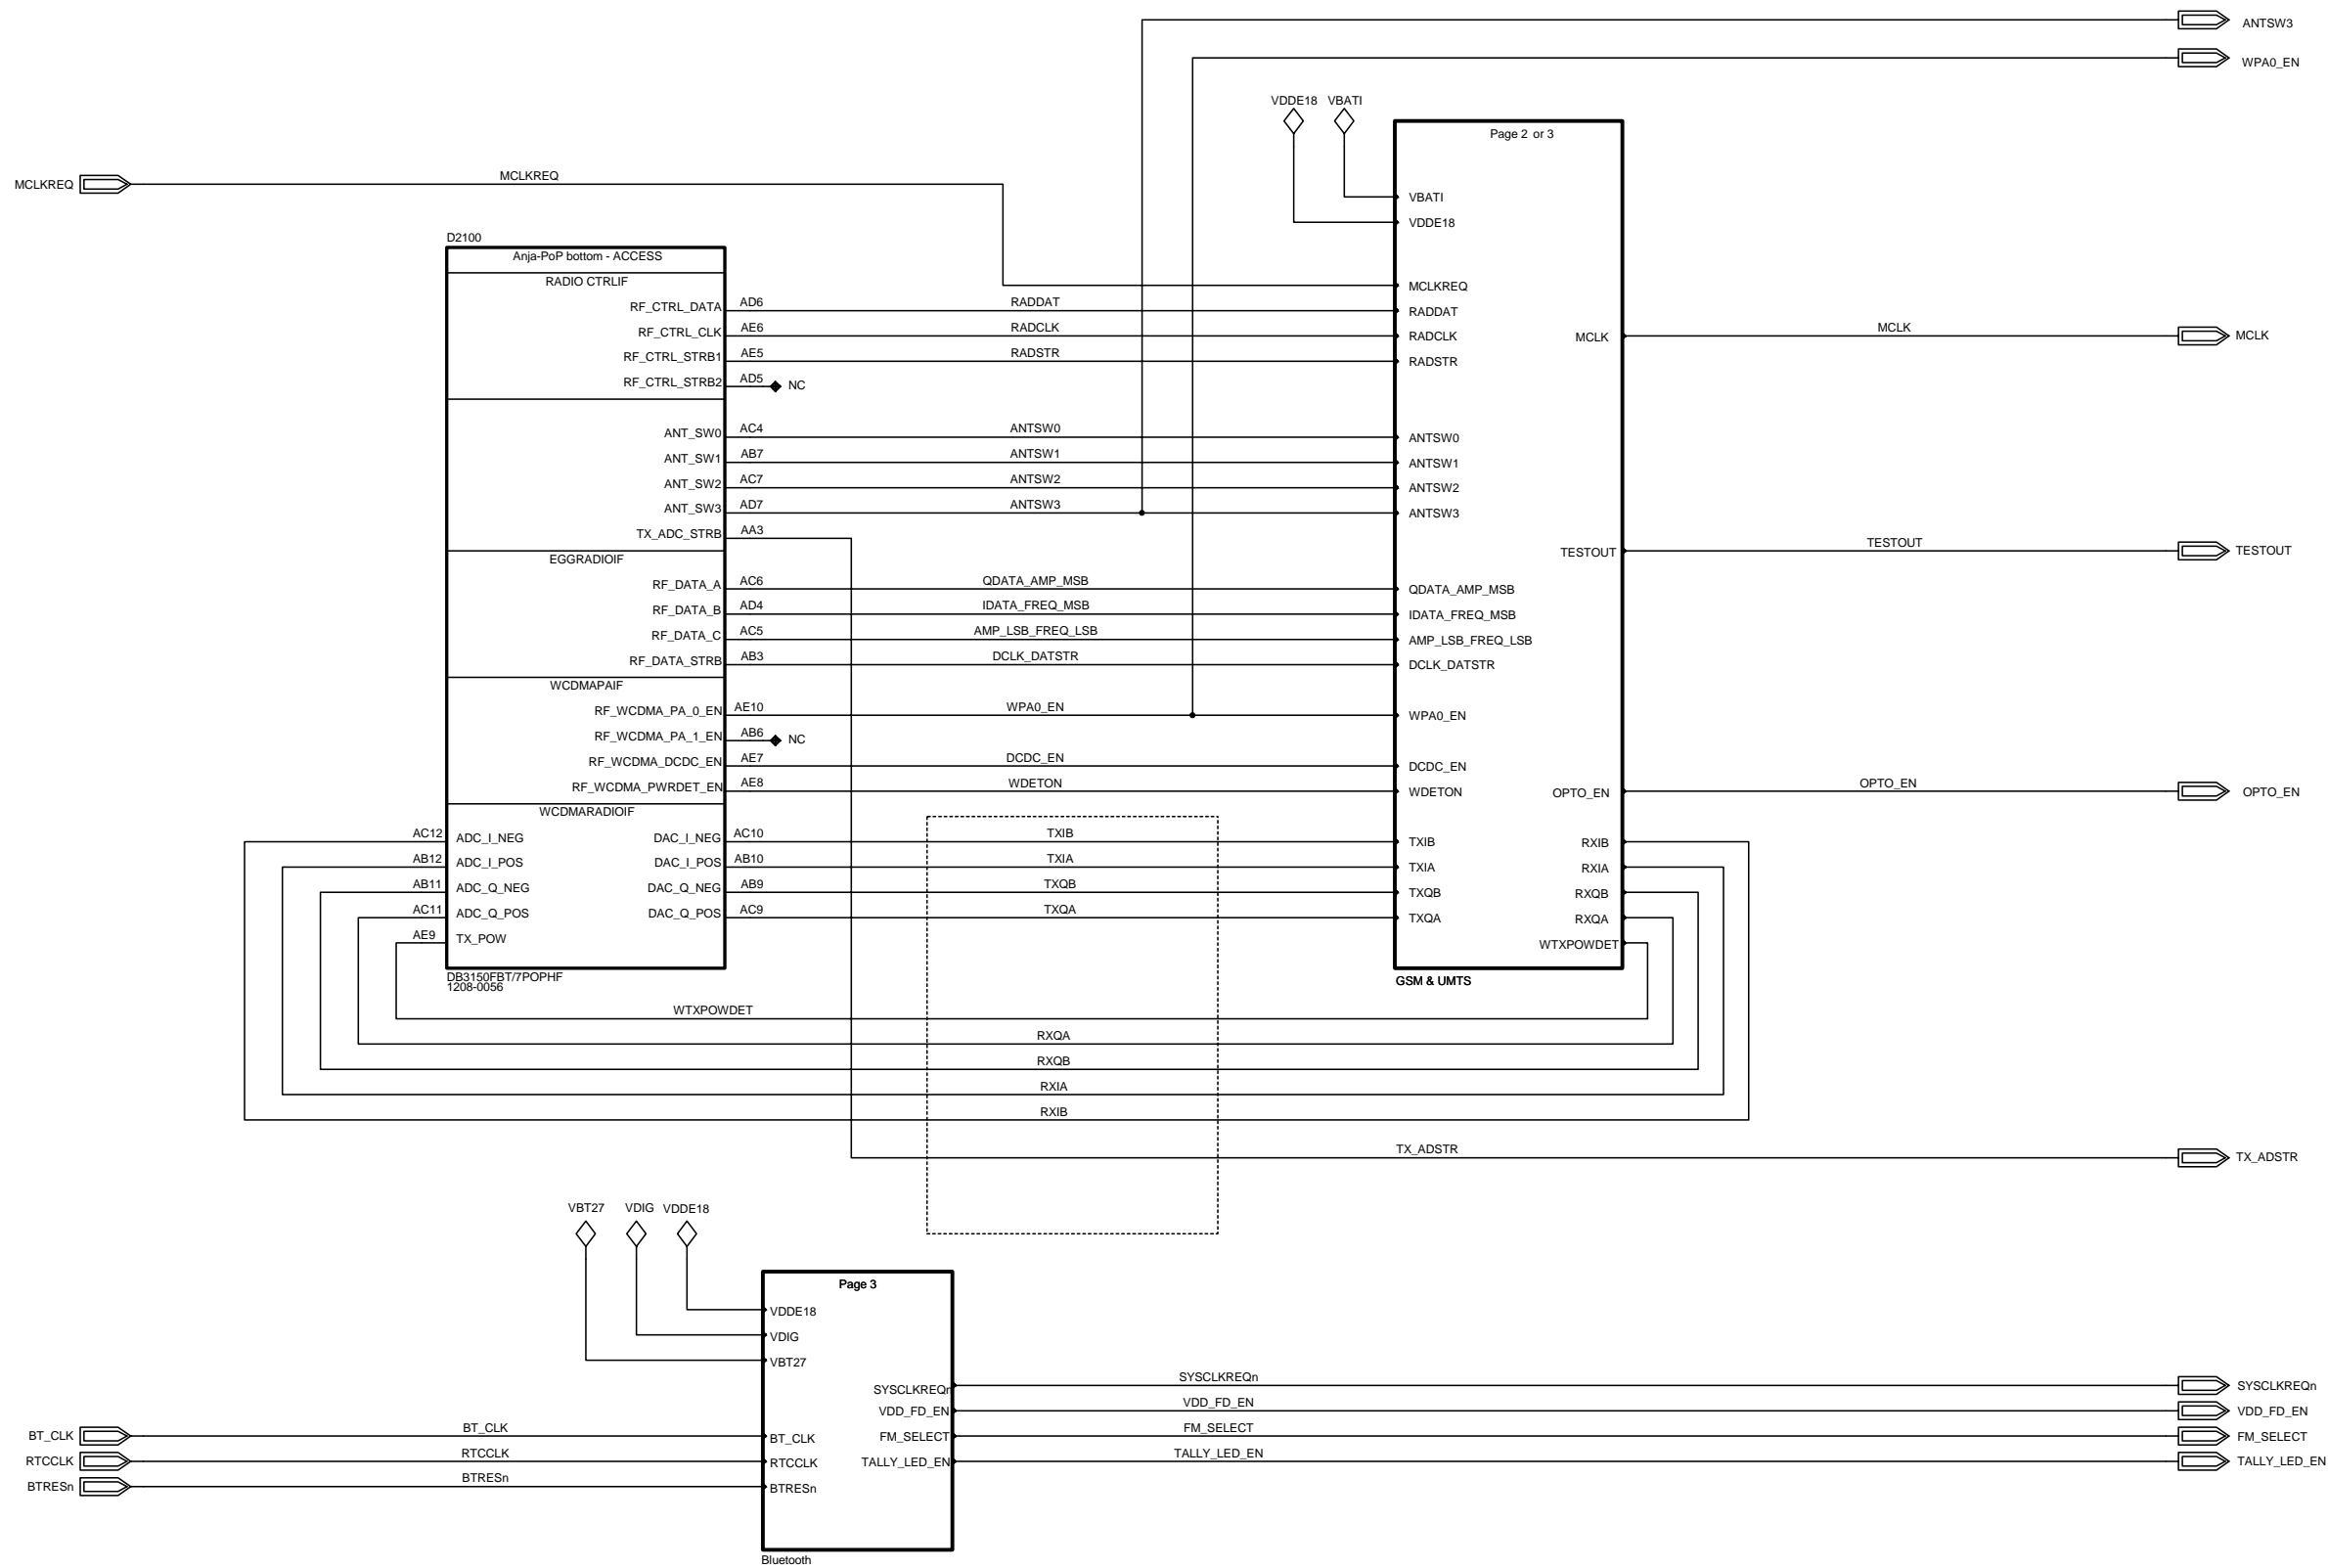 ANTSW3
WPA0_EN
VDDE18 VBATI
Page 2 or 3
MCLKREQ MCLKREQ
VBATI
VDDE18
D2100
Anja-PoP bottom - ACCESS
RADIO CTRLIF
MCLKREQ
RF_CTRL_DATA AD6 RADDAT RADDAT
RF_CTRL_CLK AE6 RADCLK RADCLK MCLK MCLK MCLK
RF_CTRL_STRB1 AE5 RADSTR RADSTR
RF_CTRL_STRB2 AD5 NC
ANT_SW0 AC4 ANTSW0 ANTSW0
ANT_SW1 AB7 ANTSW1 ANTSW1
ANT_SW2 AC7 ANTSW2 ANTSW2
ANT_SW3 AD7 ANTSW3 ANTSW3
TX_ADC_STRB AA3
TESTOUT TESTOUT TESTOUT
EGGRADIOIF
RF_DATA_A AC6 QDATA_AMP_MSB QDATA_AMP_MSB
RF_DATA_B AD4 IDATA_FREQ_MSB IDATA_FREQ_MSB
RF_DATA_C AC5 AMP_LSB_FREQ_LSB AMP_LSB_FREQ_LSB
RF_DATA_STRB AB3 DCLK_DATSTR DCLK_DATSTR
WCDMAPAIF
RF_WCDMA_PA_0_EN AE10 WPA0_EN WPA0_EN
RF_WCDMA_PA_1_EN AB6 NC
RF_WCDMA_DCDC_EN AE7 DCDC_EN DCDC_EN
RF_WCDMA_PWRDET_EN AE8 WDETON WDETON OPTO_EN OPTO_EN OPTO_EN
WCDMARADIOIF
AC12 ADC_I_NEG DAC_I_NEG AC10 TXIB TXIB RXIB
AB12 ADC_I_POS DAC_I_POS AB10 TXIA TXIA RXIA
AB11 ADC_Q_NEG DAC_Q_NEG AB9 TXQB TXQB RXQB
AC11 ADC_Q_POS DAC_Q_POS AC9 TXQA TXQA RXQA
AE9 TX_POW WTXPOWDET
DB3150FBT/7POPHF
1208-0056
GSM & UMTS
WTXPOWDET
RXQA
RXQB
RXIA
RXIB
TX_ADSTR TX_ADSTR
VBT27 VDIG VDDE18
Page 3
VDDE18
VDIG
VBT27
SYSCLKREQn SYSCLKREQn SYSCLKREQn
VDD_FD_EN VDD_FD_EN VDD_FD_EN
BT_CLK BT_CLK BT_CLK FM_SELECT FM_SELECT FM_SELECT
RTCCLK RTCCLK RTCCLK TALLY_LED_EN TALLY_LED_EN TALLY_LED_EN
BTRESn BTRESn BTRESn
Bluetooth